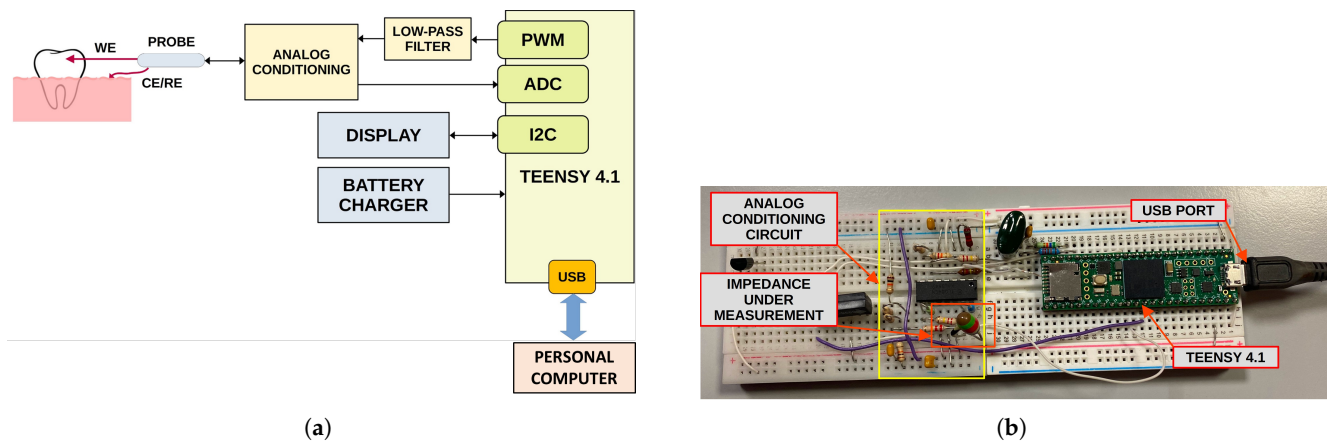 WE
PROBE
CE/RE
ANALOG
CONDITIONING
LOW-PASS
FILTER
PWM
ADC
I2C
DISPLAY
BATTERY
CHARGER
TEENSY 4.1
USB
PERSONAL
COMPUTER
(a)
ANALOG
CONDITIONING
CIRCUIT
IMPEDANCE
UNDER
MEASUREMENT
USB PORT
TEENSY 4.1
(b)